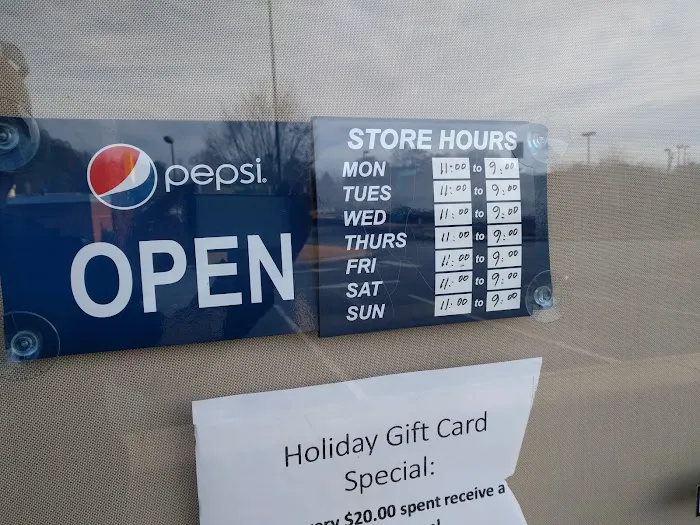 pepsi.
OPEN
STORE HOURS
MON 11:00 to 9:00
TUES 11:00 to 9:00
WED 11:00 to 9:00
THURS 11:00 to 9:00
FRI 11:00 to 9:00
SAT 11:00 to 9:00
SUN 11:00 to 9:00
Holiday Gift Card
Special:
$20.00 spent receive a